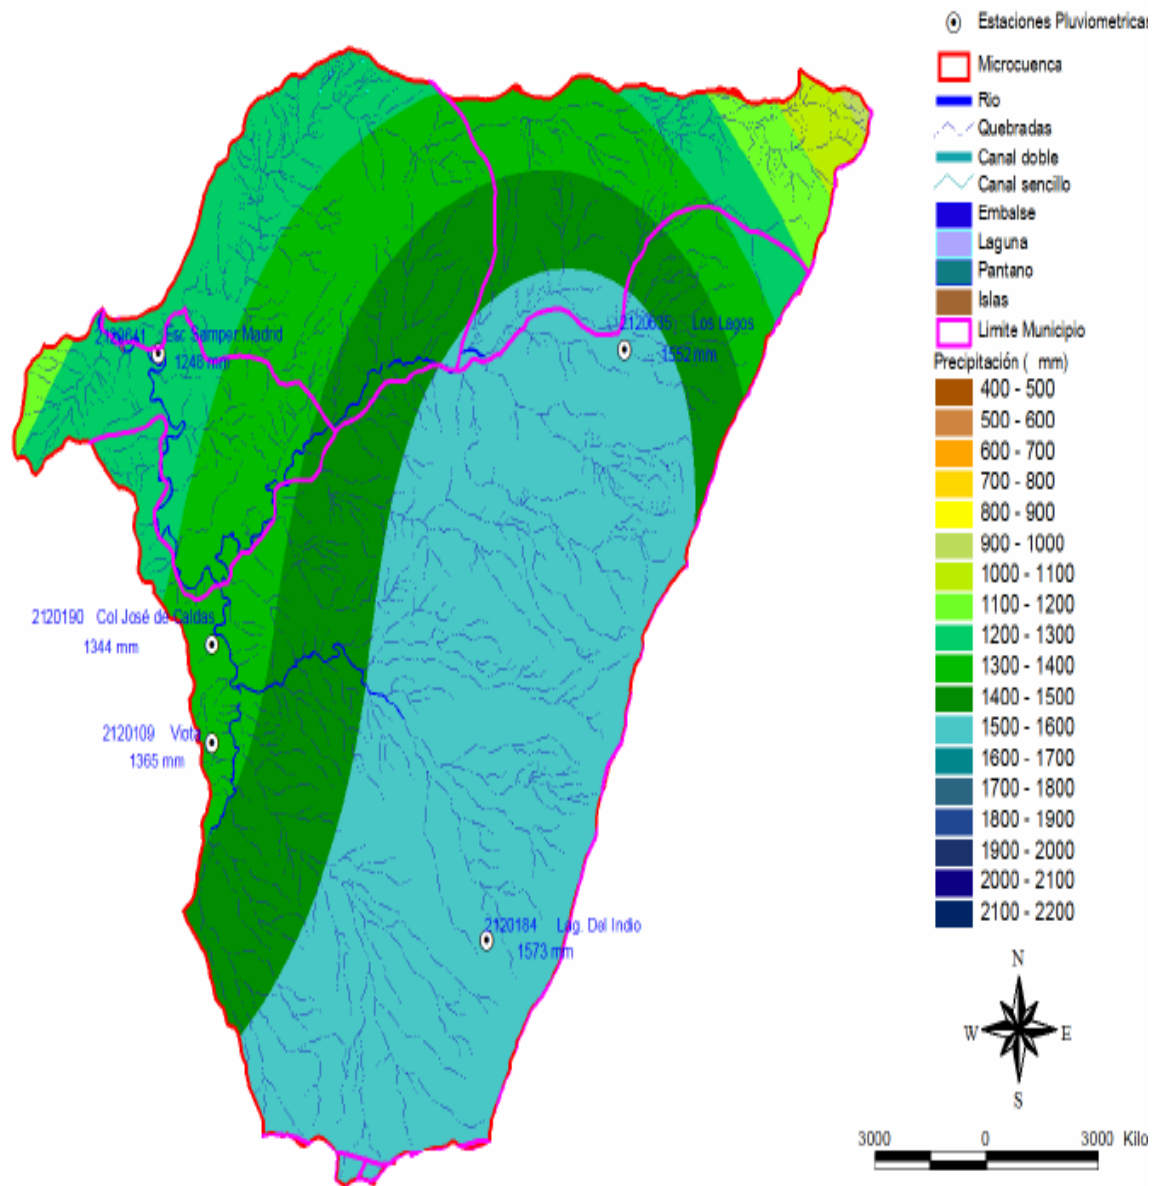 Estaciones Pluviometricas
Microcuenca
Rio
Quebradas
Canal doble
Canal sencillo
Embalse
Laguna
Pantano
Islas
Limite Municipio
Precipitación ( mm)
400 - 500
500 - 600
600 - 700
700 - 800
800 - 900
900 - 1000
1000 - 1100
1100 - 1200
1200 - 1300
1300 - 1400
1400 - 1500
1500 - 1600
1600 - 1700
1700 - 1800
1800 - 1900
1900 - 2000
2000 - 2100
2100 - 2200
2120641 Esc Samper Madrid
1248 mm
2120635 Los Lagos
1552 mm
2120190 Col José de Caldas
1344 mm
2120109 Viota
1365 mm
2120184 Lag. Del Indio
1573 mm
N
W E
S
3000 0 3000 Kilo